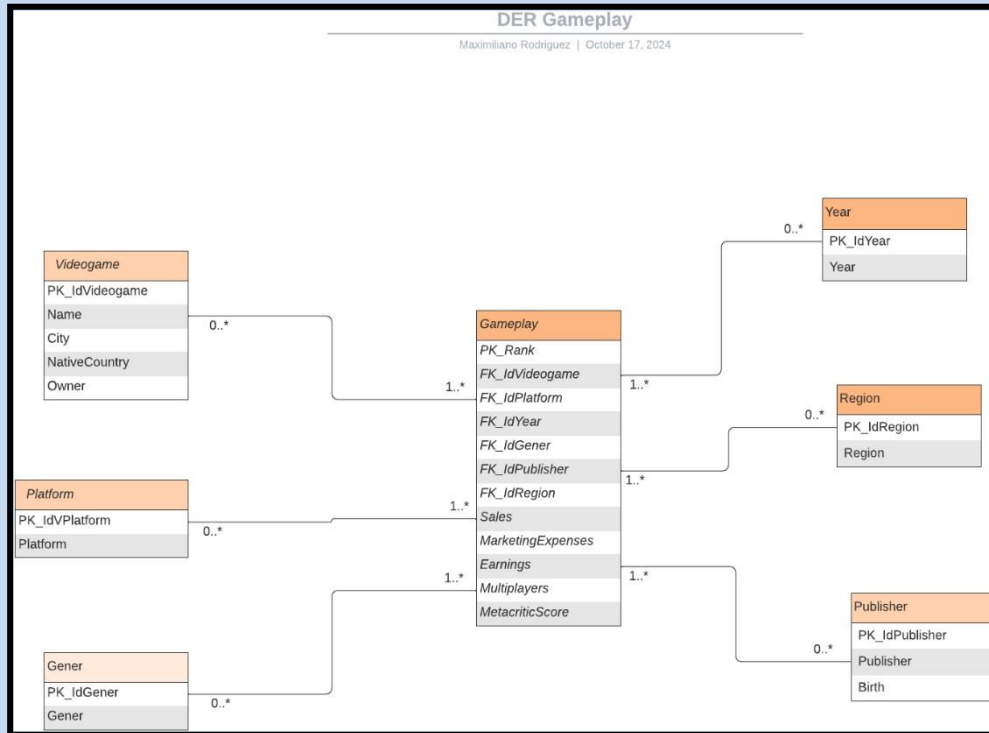 DER Gameplay
Maximiliano Rodriguez | October 17, 2024
Videogame
PK_IdVideogame
Name
City
NativeCountry
Owner
0..*
1..*
Platform
PK_IdVPlatform
Platform
0..*
1..*
Gener
PK_IdGener
Gener
0..*
1..*
Gameplay
PK_Rank
FK_IdVideogame
FK_IdPlatform
FK_IdYear
FK_IdGener
FK_IdPublisher
FK_IdRegion
Sales
MarketingExpenses
Earnings
Multiplayers
MetacriticScore
1..*
0..*
Year
PK_IdYear
Year
1..*
0..*
Region
PK_IdRegion
Region
1..*
0..*
Publisher
PK_IdPublisher
Publisher
Birth